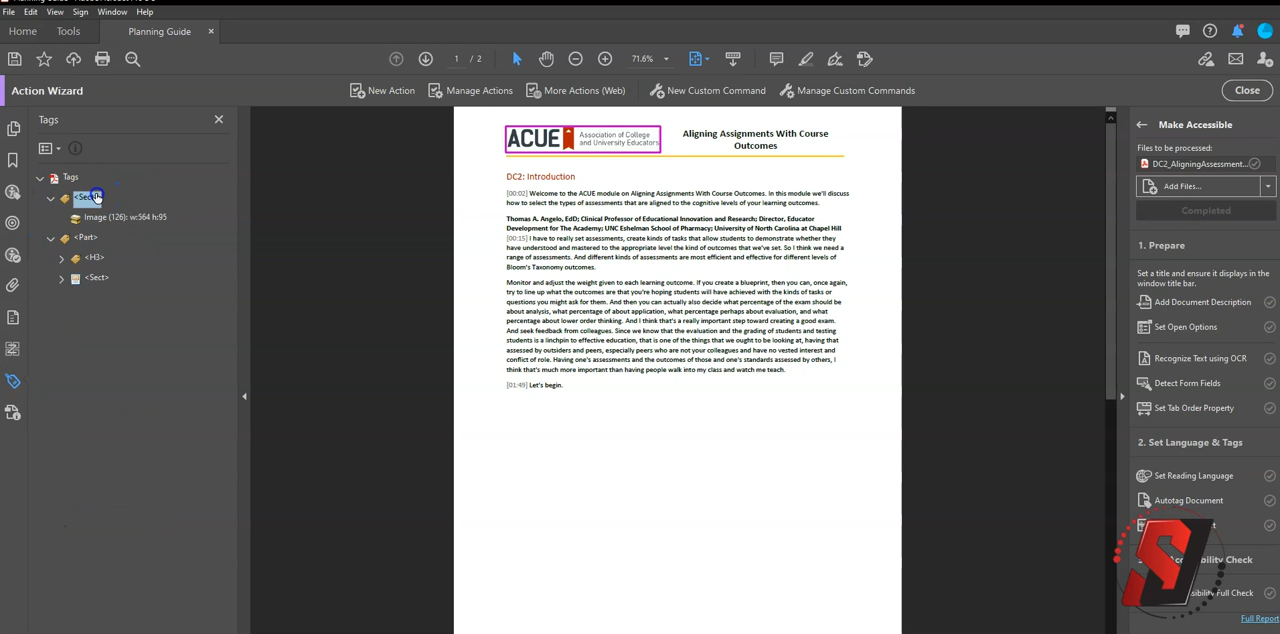 File Edit View Sign Window Help
Home Tools Planning Guide ×
1 / 2 71.6%
Action Wizard
New Action Manage Actions More Actions (Web) New Custom Command Manage Custom Commands Close
Tags
Tags
Image (126): w:564 h:95
<Part>
<H3>
<Sect>
ACUE Association of College
and University Educators
Aligning Assignments With Course
Outcomes
DC2: Introduction
[00:02] Welcome to the ACUE module on Aligning Assignments With Course Outcomes. In this module we'll discuss
how to select the types of assessments that are aligned to the cognitive levels of your learning outcomes.
Thomas A. Angelo, EdD; Clinical Professor of Educational Innovation and Research; Director, Educator
Development for The Academy; UNC Eshelman School of Pharmacy; University of North Carolina at Chapel Hill
[00:15] I have to really set assessments, create kinds of tasks that allow students to demonstrate whether they
have understood and mastered to the appropriate level the kind of outcomes that we've set. So I think we need a
range of assessments. And different kinds of assessments are most efficient and effective for different levels of
Bloom's Taxonomy outcomes.
Monitor and adjust the weight given to each learning outcome. If you create a blueprint, then you can, once again,
try to line up what the outcomes are that you're hoping students will have achieved with the kinds of tasks or
questions you might ask for them. And then you can actually also decide what percentage of the exam should be
about analysis, what percentage of about application, what percentage perhaps about evaluation, and what
percentage about lower order thinking. And I think that's a really important step toward creating a good exam.
And seek feedback from colleagues. Since we know that the evaluation and the grading of students and testing
students is a linchpin to effective education, that is one of the things that we ought to be looking at, having that
assessed by outsiders and peers, especially peers who are not your colleagues and have no vested interest and
conflict of role. Having one's assessments and the outcomes of those and one's standards assessed by others, I
think that's much more important than having people walk into my class and watch me teach.
[01:49] Let's begin.
Make Accessible
Files to be processed:
DC2_AligningAssessment...
Add Files...
Completed
1. Prepare
Set a title and ensure it displays in the
window title bar.
Add Document Description
Set Open Options
Recognize Text using OCR
Detect Form Fields
Set Tab Order Property
2. Set Language & Tags
Set Reading Language
Autotag Document
Check
Full Check
Full Report